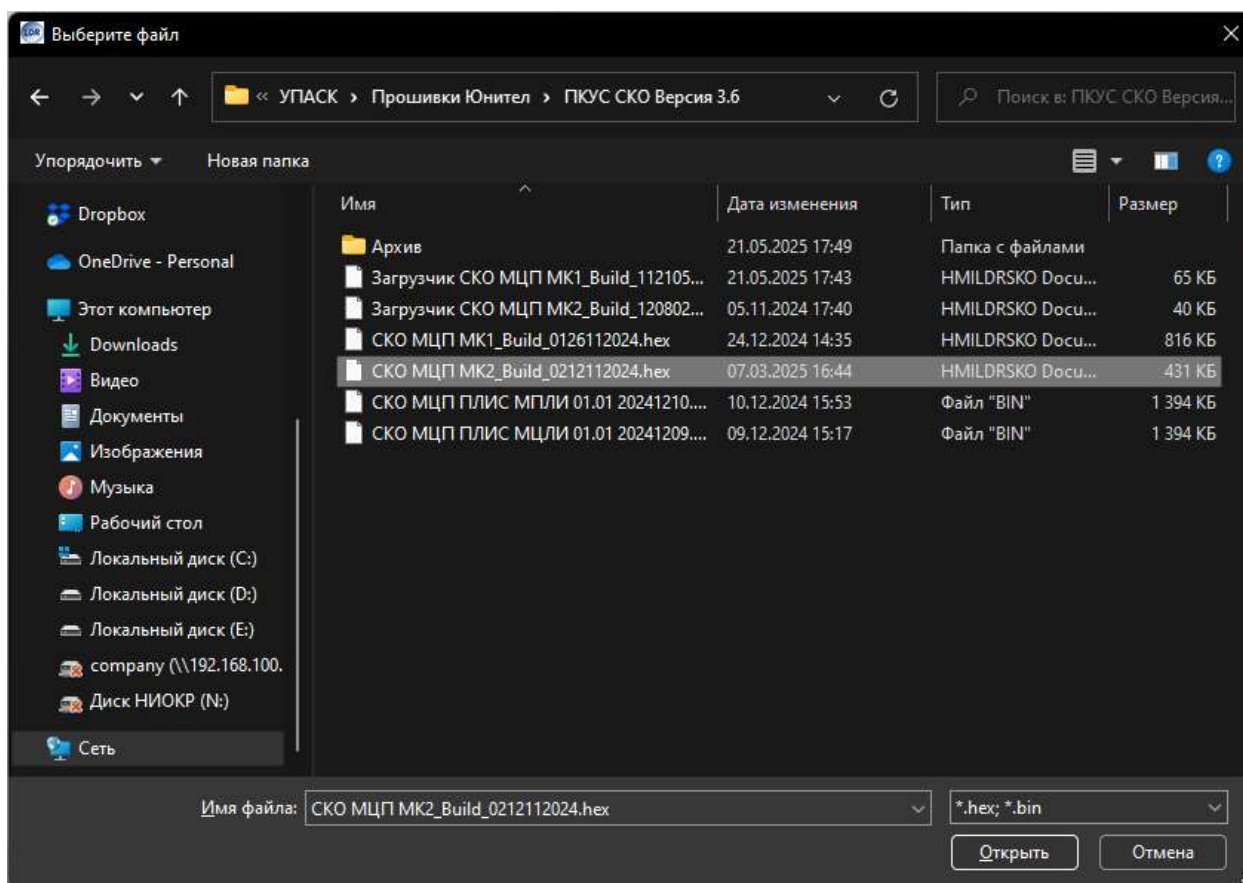 LDR Выберите файл
« УПАСК › Прошивки Юнител › ПКУС СКО Версия 3.6
Поиск в: ПКУС СКО Версия...
Упорядочить Новая папка
Dropbox
OneDrive - Personal
Этот компьютер
Downloads
Видео
Документы
Изображения
Музыка
Рабочий стол
Локальный диск (C:)
Локальный диск (D:)
Локальный диск (E:)
company (\\192.168.100.
Диск НИОКР (N:)
Сеть
Имя Дата изменения Тип Размер
Архив 21.05.2025 17:49 Папка с файлами
Загрузчик СКО МЦП МК1_Build_112105... 21.05.2025 17:43 HMILDRSKO Docu... 65 КБ
Загрузчик СКО МЦП МК2_Build_120802... 05.11.2024 17:40 HMILDRSKO Docu... 40 КБ
СКО МЦП МК1_Build_0126112024.hex 24.12.2024 14:35 HMILDRSKO Docu... 816 КБ
СКО МЦП МК2_Build_0212112024.hex 07.03.2025 16:44 HMILDRSKO Docu... 431 КБ
СКО МЦП ПЛИС МПЛИ 01.01 20241210.... 10.12.2024 15:53 Файл "BIN" 1 394 КБ
СКО МЦП ПЛИС МЦЛИ 01.01 20241209.... 09.12.2024 15:17 Файл "BIN" 1 394 КБ
Имя файла: СКО МЦП МК2_Build_0212112024.hex *.hex; *.bin
Открыть Отмена